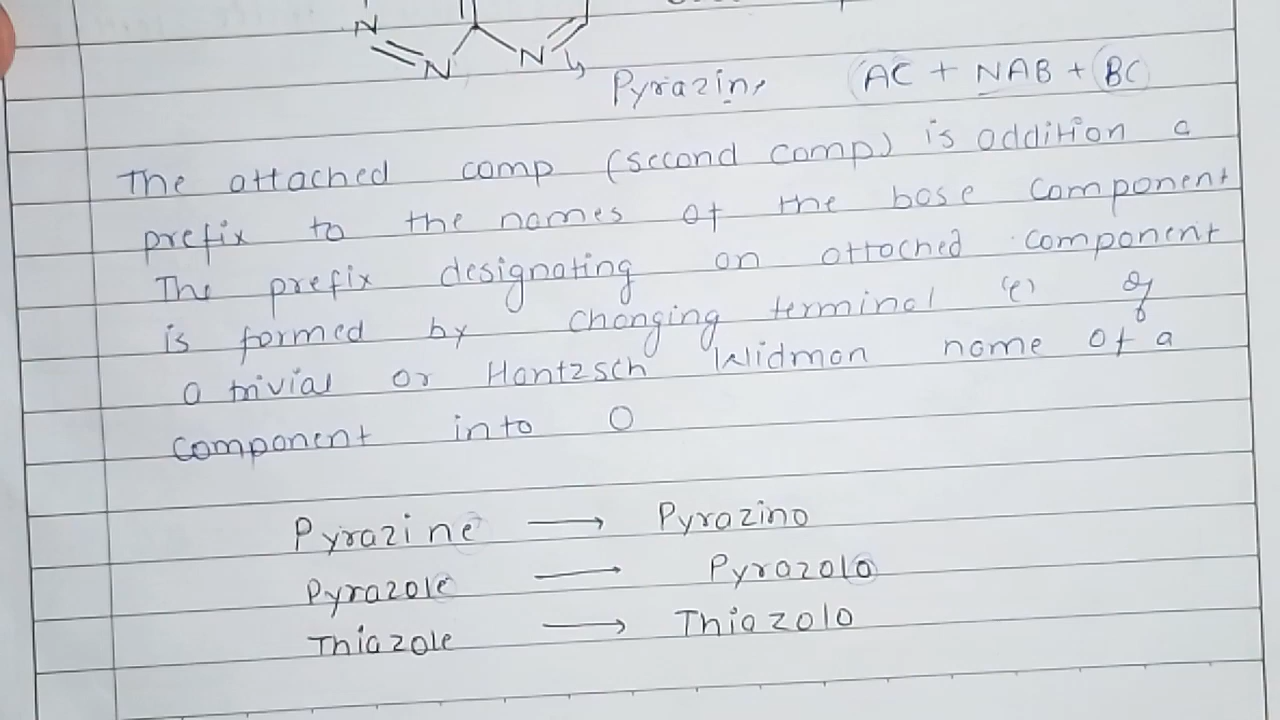 N
N N
Pyrazin, (AC + NAB + (BC)
The attached comp (second comp) is addition a
prefix to the names of the base component
The prefix designating an attached component
is formed by changing terminal (e) of
a trivial or Hantzsch Widman name of a
component into O
Pyrazine → Pyrazino
Pyrazole → Pyrazolo
Thiazole → Thiazolo